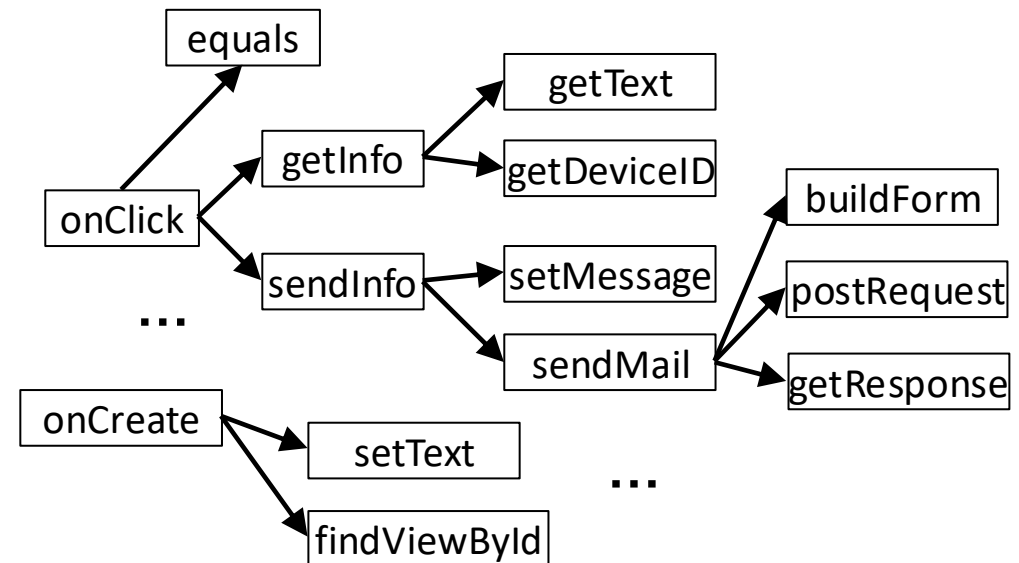 equals
getText
getInfo
getDeviceID
onClick
buildForm
sendInfo
setMessage
postRequest
...
sendMail
getResponse
onCreate
setText
...
findViewById